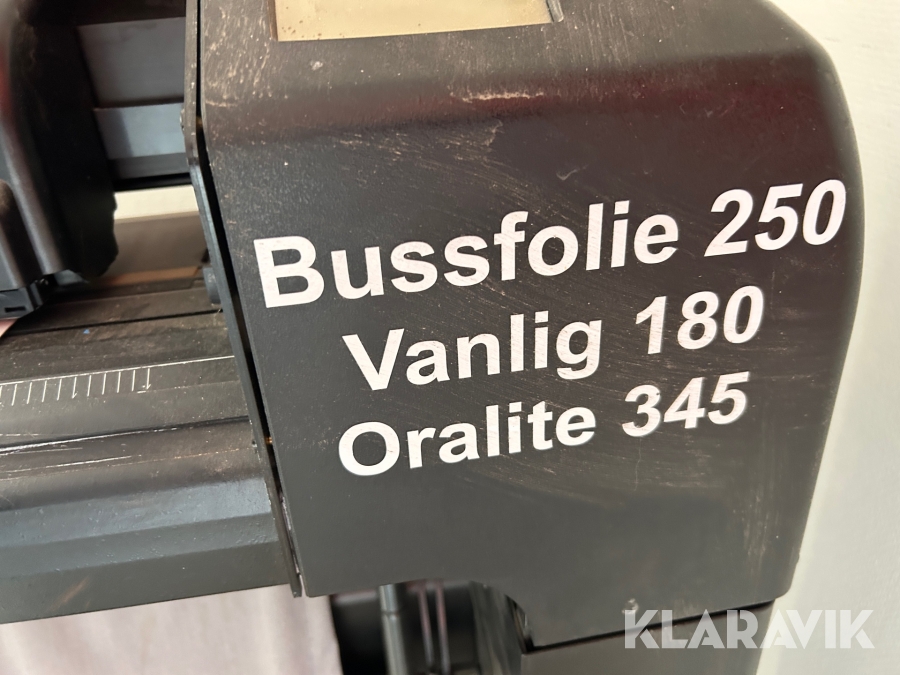 Bussfolie 250
Vanlig 180
Oralite 345
KLARAVIK